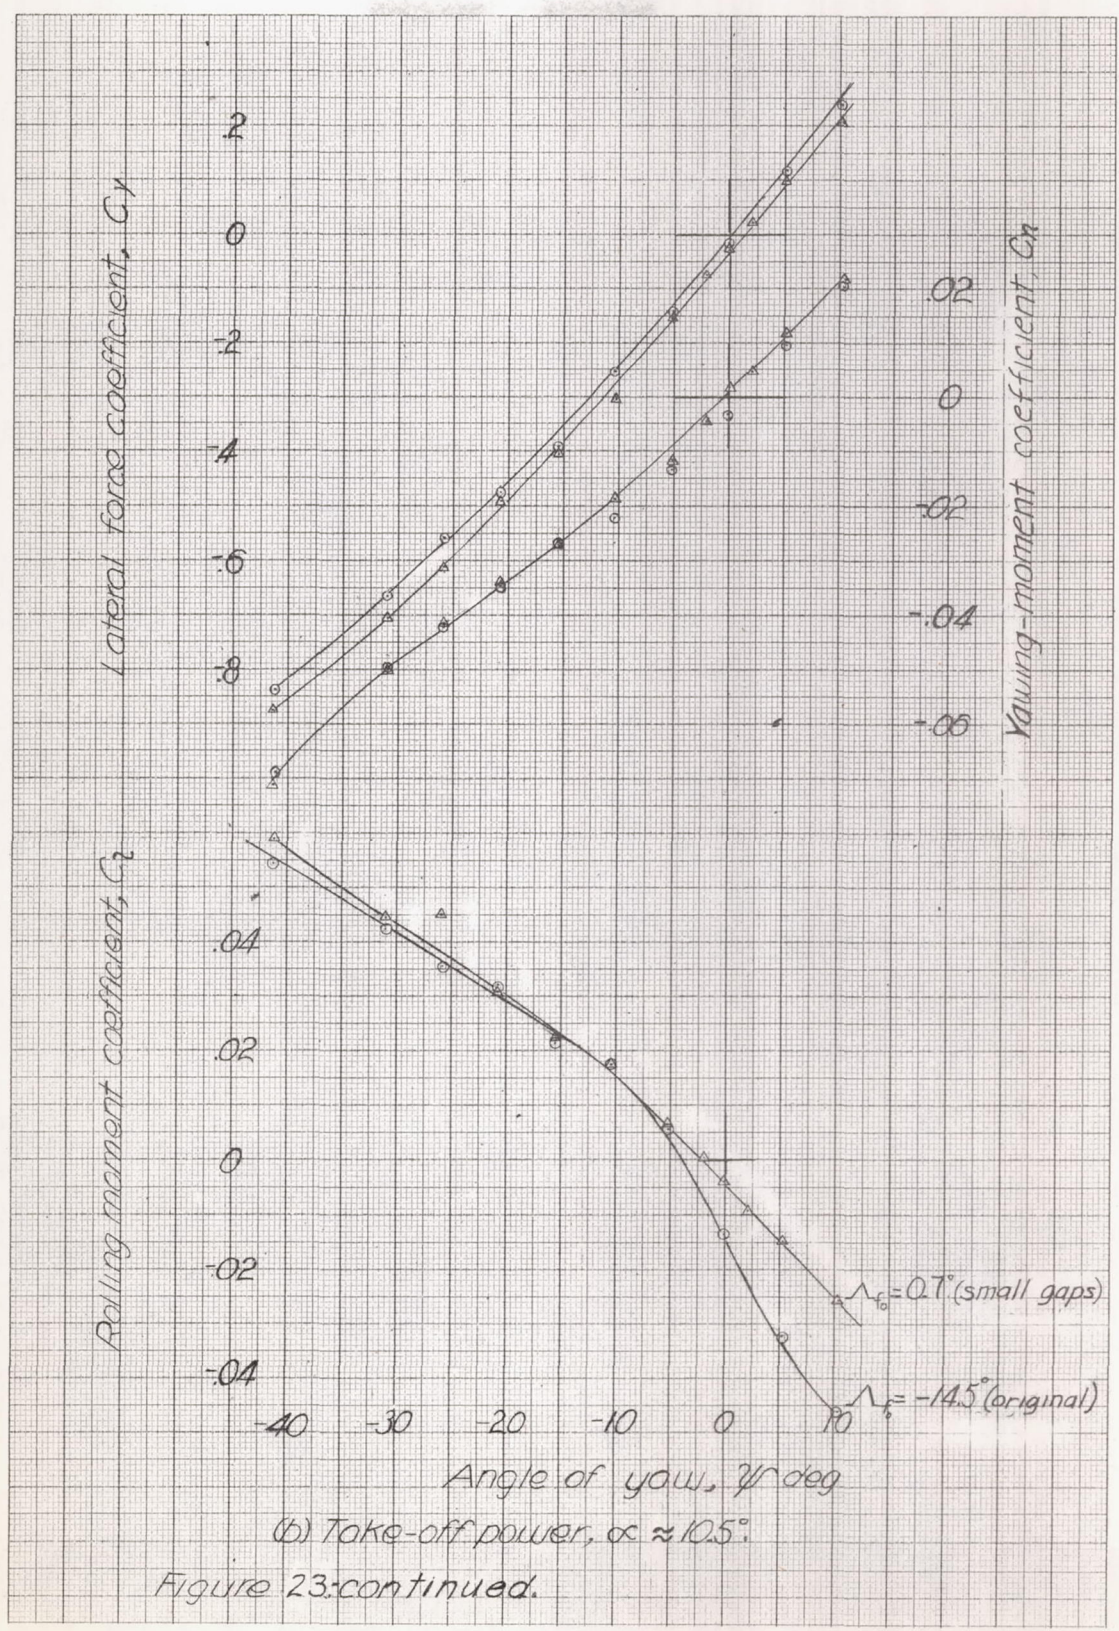 Lateral force coefficient, Cy
.2
0
-.2
-.4
-.6
-.8
Yawing-moment coefficient, Cn
.02
0
-.02
-.04
-.06
Rolling moment coefficient, Cl
.04
.02
0
-.02
-.04
Λf₀=0.7° (small gaps)
Λf₀= -14.5° (original)
-40 -30 -20 -10 0 10
Angle of yaw, ψ deg
(b) Take-off power, α ≈ 10.5°.
Figure 23.-continued.